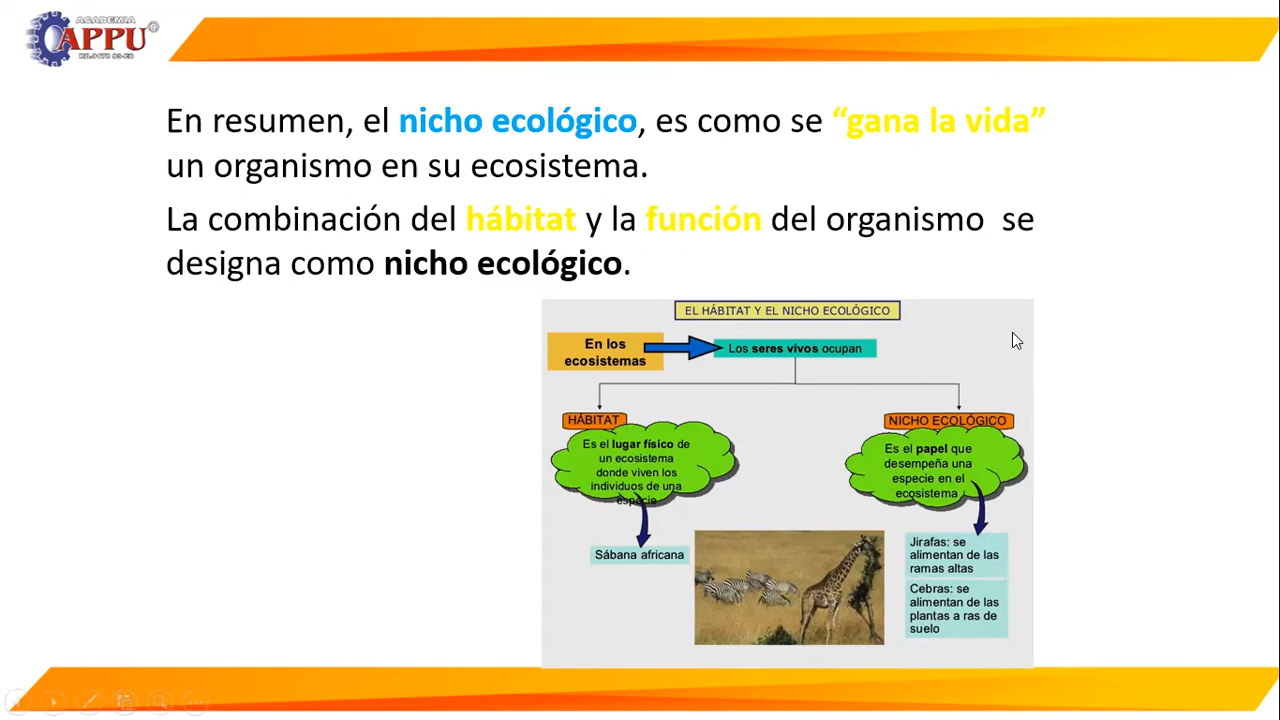 ACADEMIA
APPU
En resumen, el nicho ecológico, es como se “gana la vida”
un organismo en su ecosistema.
La combinación del hábitat y la función del organismo se
designa como nicho ecológico.
EL HÁBITAT Y EL NICHO ECOLÓGICO
En los
ecosistemas
Los seres vivos ocupan
HÁBITAT
Es el lugar físico de
un ecosistema
donde viven los
individuos de una
especie
Sábana africana
NICHO ECOLÓGICO
Es el papel que
desempeña una
especie en el
ecosistema
Jirafas: se
alimentan de las
ramas altas
Cebras: se
alimentan de las
plantas a ras de
suelo